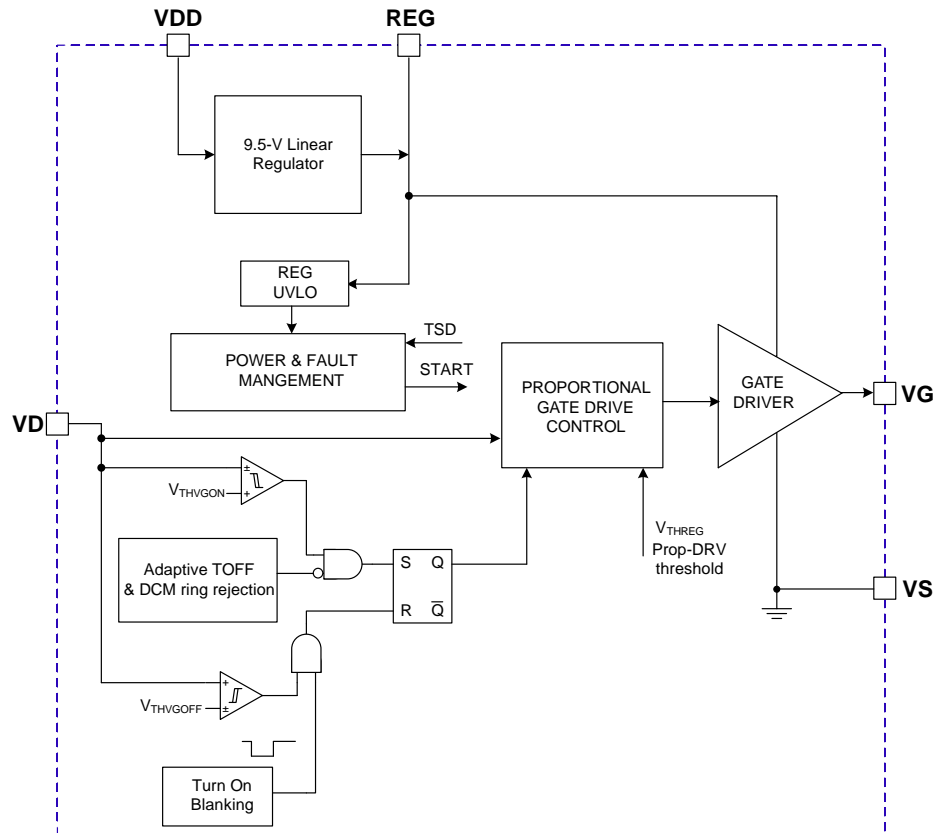 VDD
REG
9.5-V Linear
Regulator
REG
UVLO
TSD
POWER & FAULT
MANGEMENT
START
PROPORTIONAL
GATE DRIVE
CONTROL
GATE
DRIVER
VG
VD
±
+
VTHVGON
VTHREG
Prop-DRV
threshold
Adaptive TOFF
& DCM ring rejection
S Q
R Q̅
VS
+
±
VTHVGOFF
Turn On
Blanking